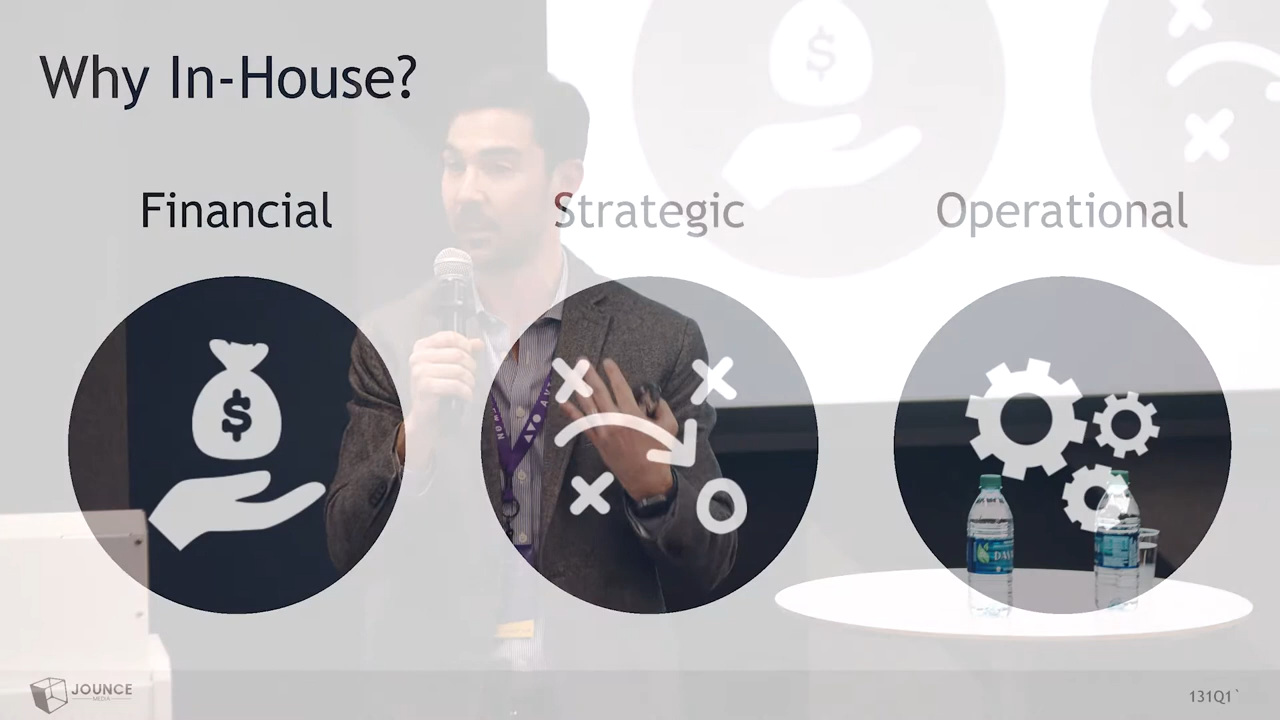 Why In-House?
Financial
Strategic
Operational
$
$
JOUNCE
MEDIA
131Q1`